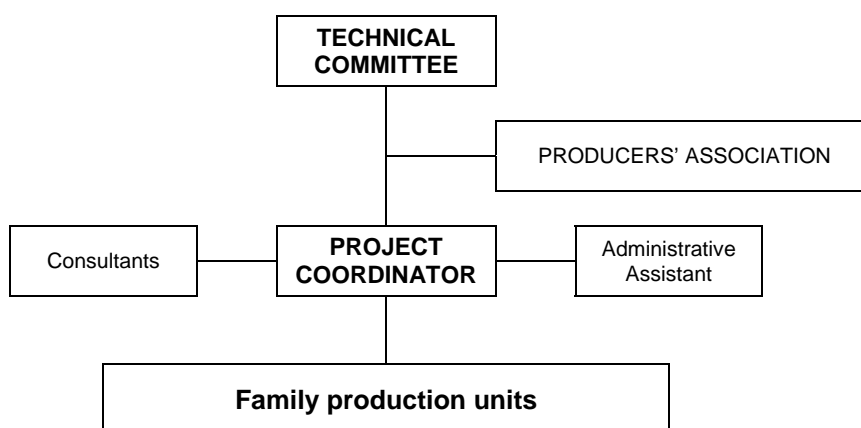 TECHNICAL
COMMITTEE
PRODUCERS’ ASSOCIATION
Consultants
PROJECT
COORDINATOR
Administrative
Assistant
Family production units